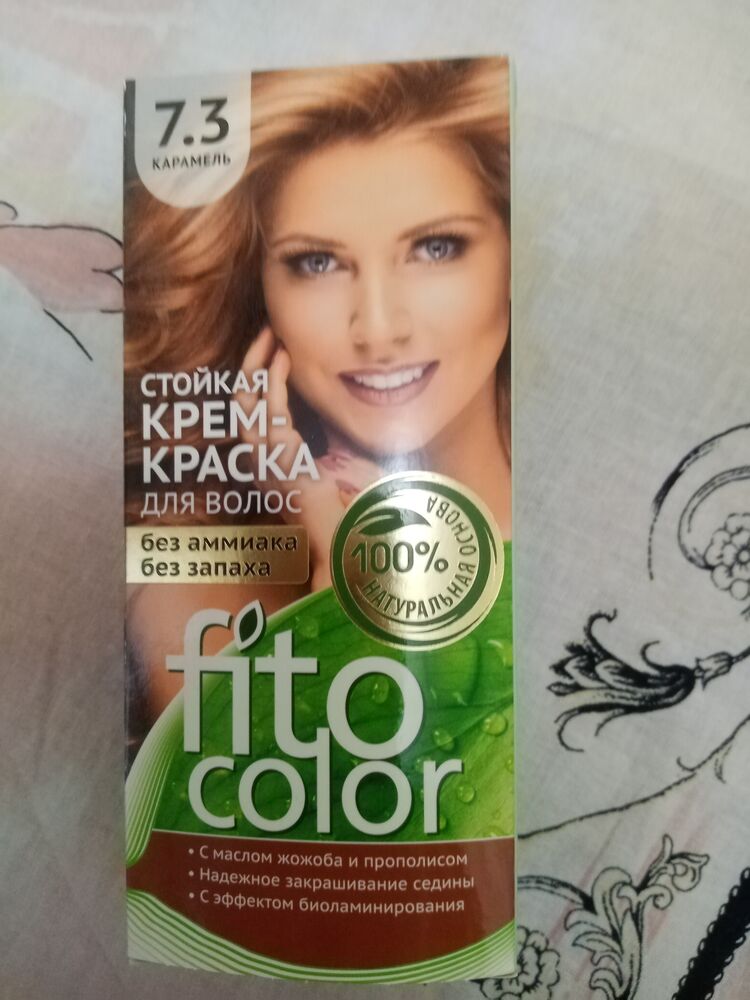 7.3
КАРАМЕЛЬ
СТОЙКАЯ
КРЕМ-
КРАСКА
ДЛЯ ВОЛОС
без аммиака
без запаха
100%
НАТУРАЛЬНАЯ ОСНОВА
fito
color
• С маслом жожоба и прополисом
• Надежное закрашивание седины
• С эффектом биоламинирования